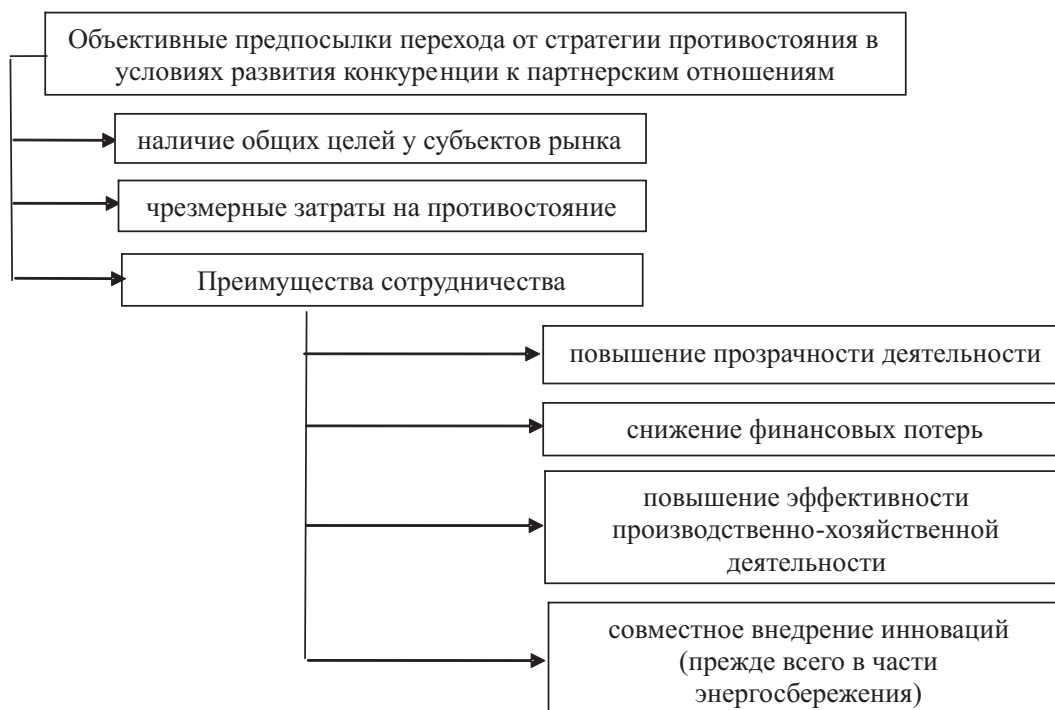 Объективные предпосылки перехода от стратегии противостояния в
условиях развития конкуренции к партнерским отношениям
наличие общих целей у субъектов рынка
чрезмерные затраты на противостояние
Преимущества сотрудничества
повышение прозрачности деятельности
снижение финансовых потерь
повышение эффективности
производственно-хозяйственной
деятельности
совместное внедрение инноваций
(прежде всего в части
энергосбережения)